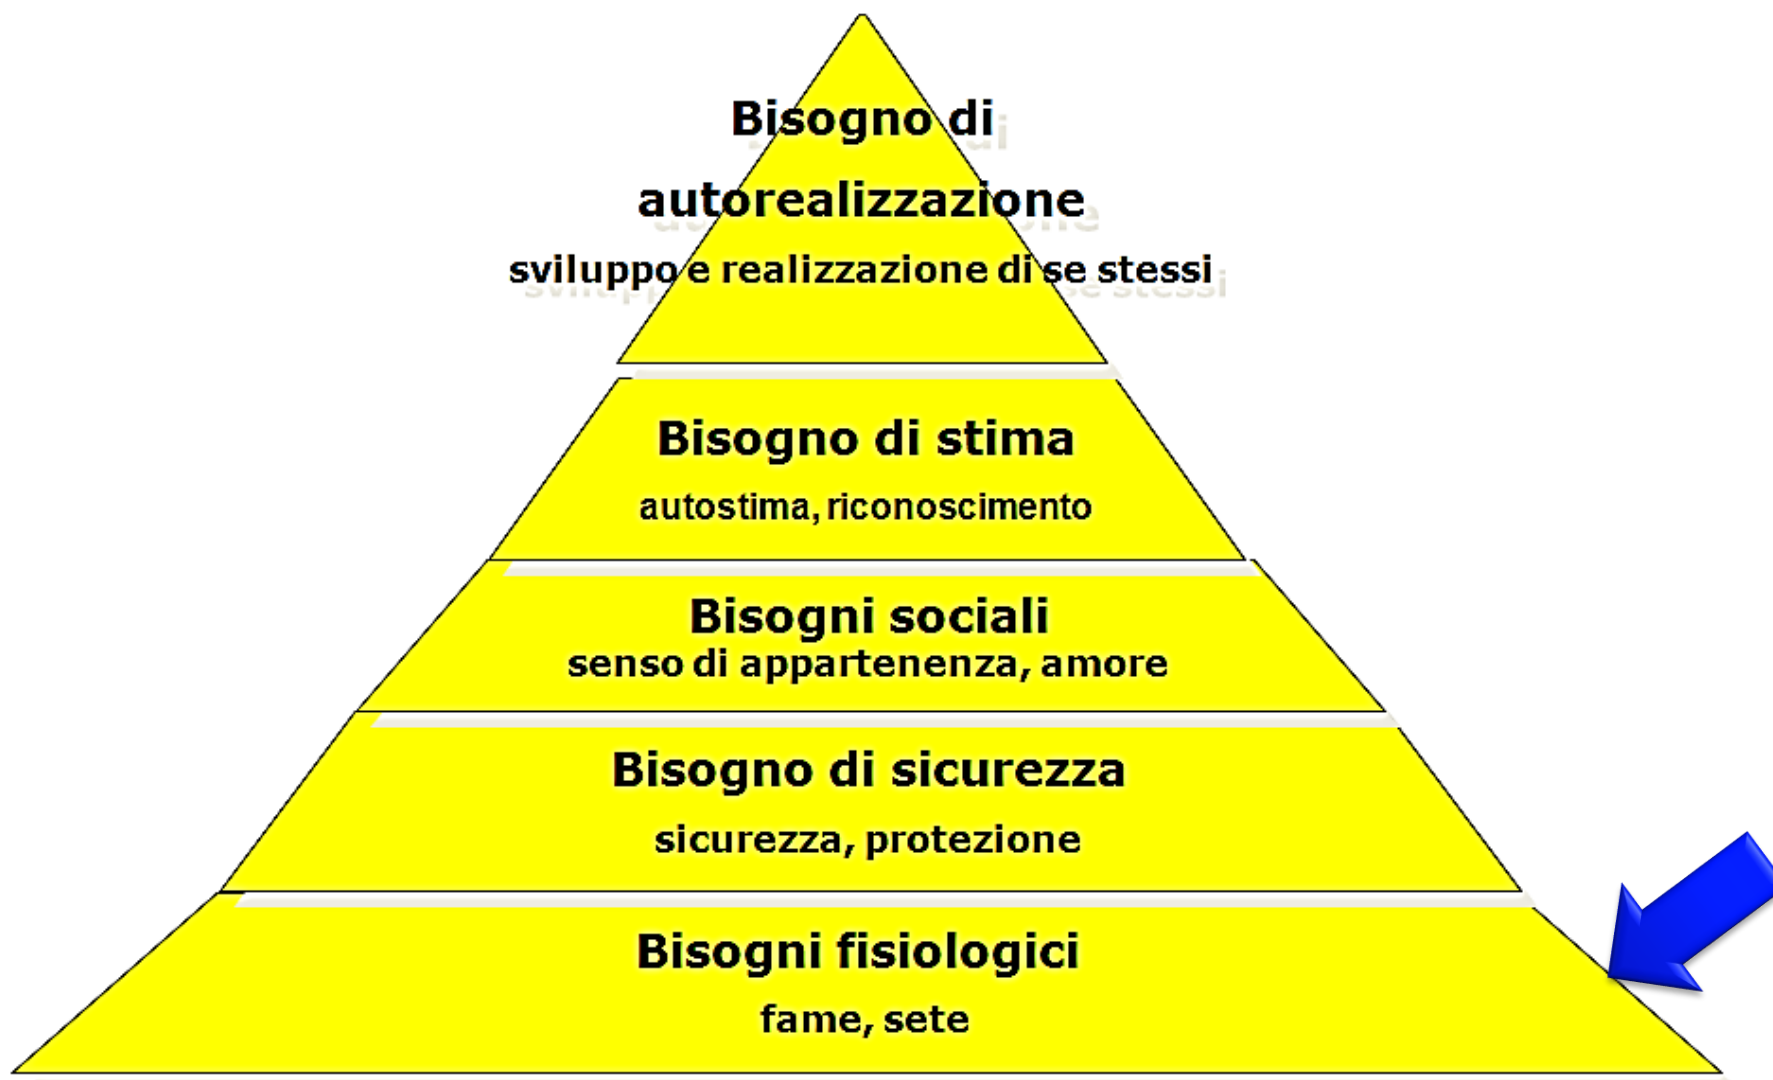 Bisogno di
autorealizzazione
sviluppo e realizzazione di se stessi
Bisogno di stima
autostima, riconoscimento
Bisogni sociali
senso di appartenenza, amore
Bisogno di sicurezza
sicurezza, protezione
Bisogni fisiologici
fame, sete